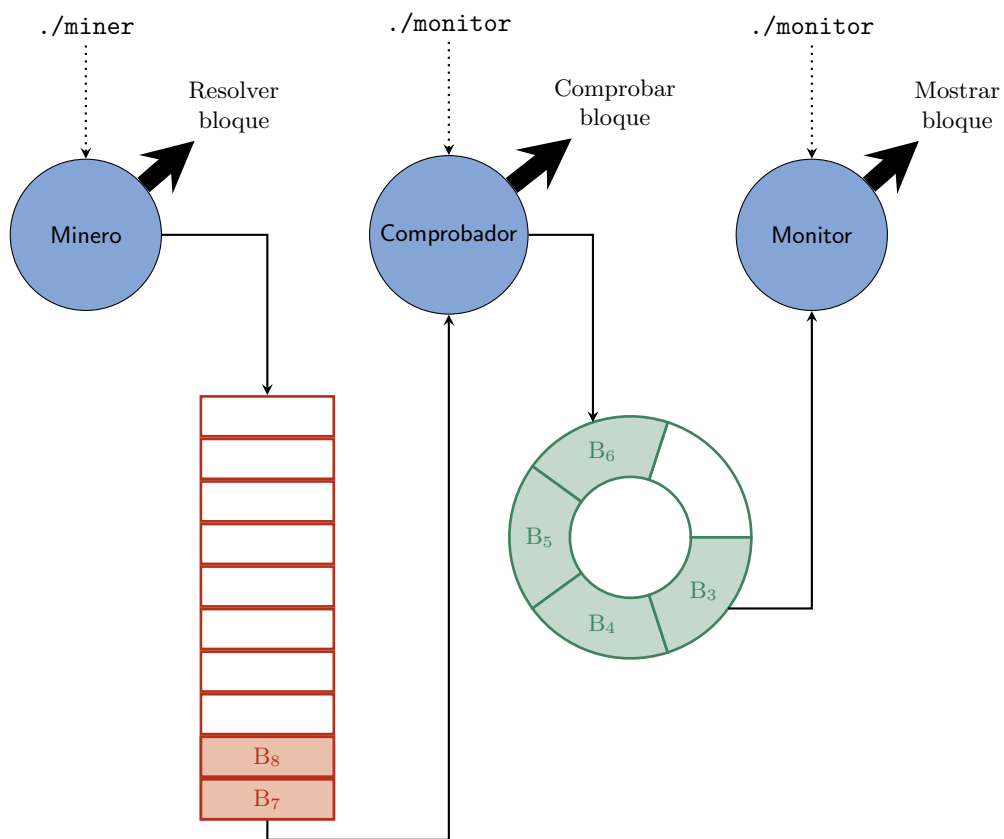 ./miner
./monitor
./monitor
Resolver
bloque
Comprobar
bloque
Mostrar
bloque
Minero
Comprobador
Monitor
B₆
B₅
B₃
B₄
B₈
B₇